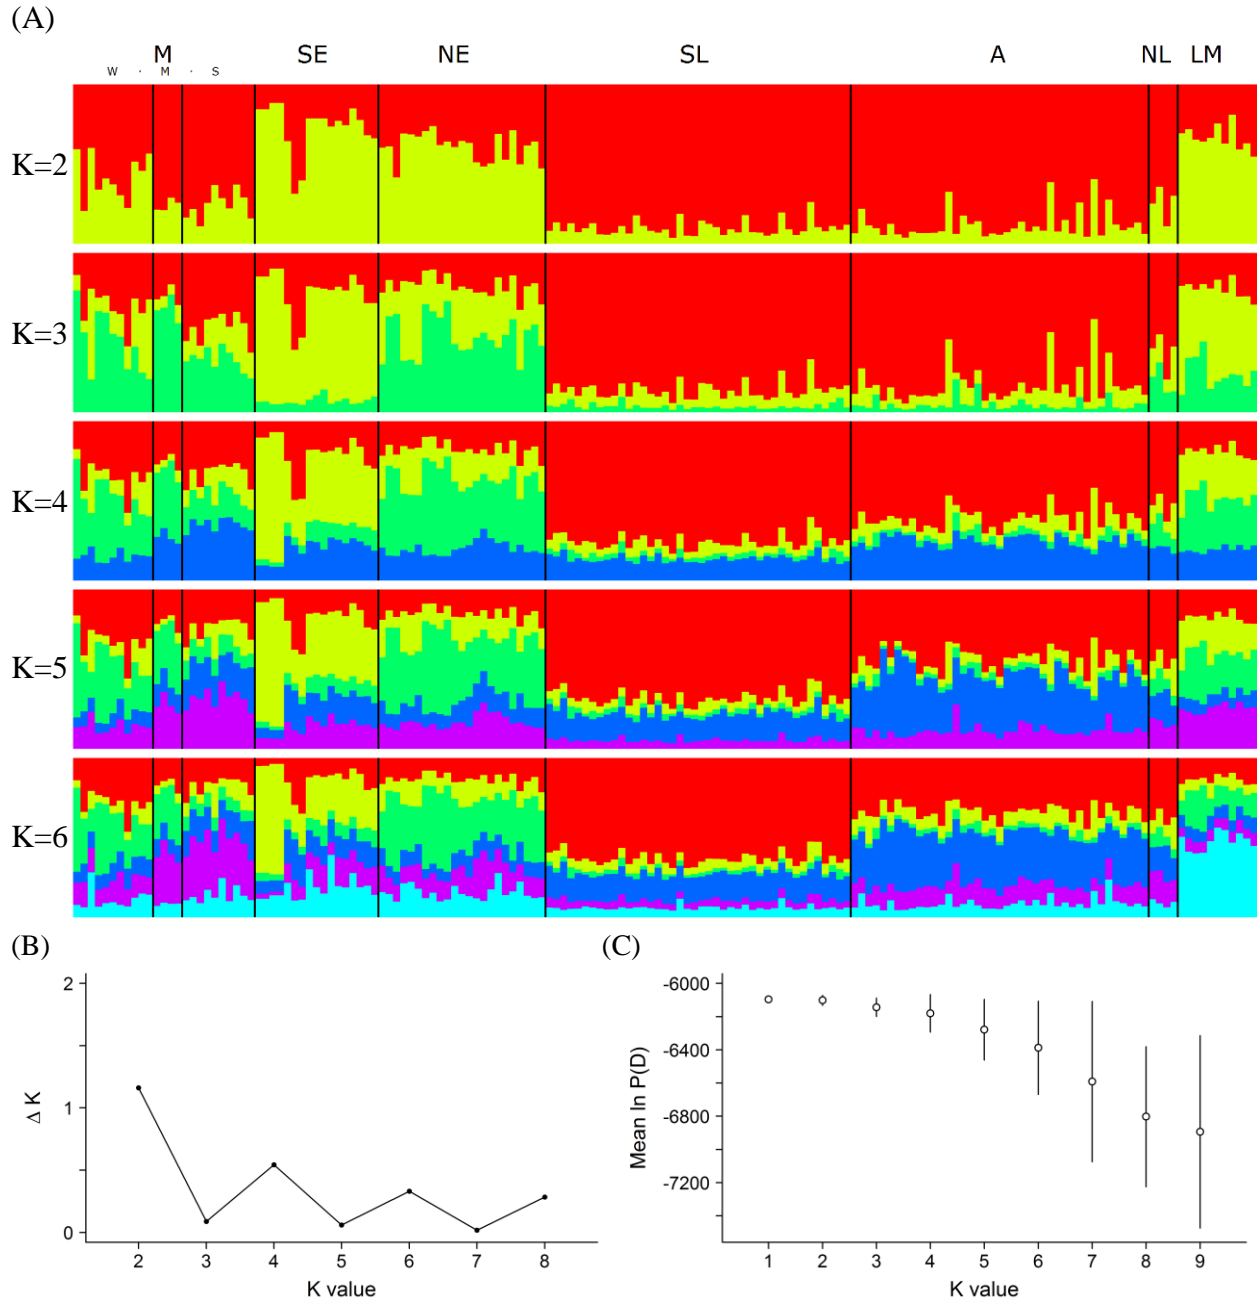 (A)
M SE NE SL A NL LM
W · M · S
K=2
K=3
K=4
K=5
K=6
(B) (C)
2
1
0
Δ K
2 3 4 5 6 7 8
K value
-6000
-6400
-6800
-7200
Mean ln P(D)
1 2 3 4 5 6 7 8 9
K value